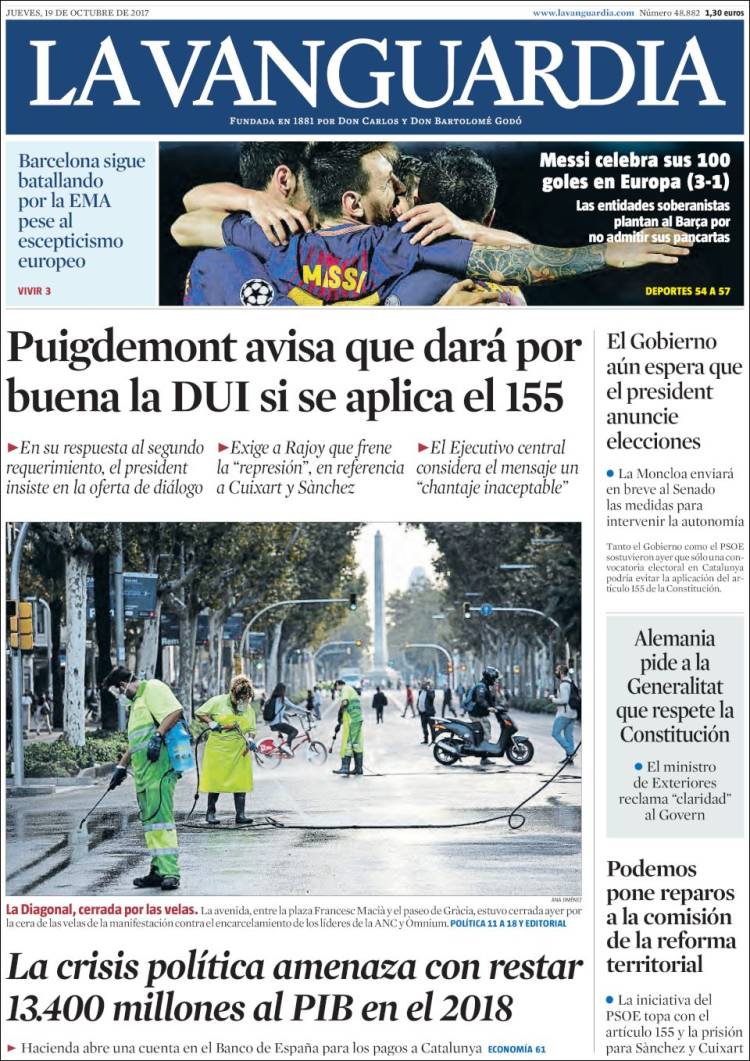 JUEVES, 19 DE OCTUBRE DE 2017
www.lavanguardia.com Número 48.882 1,30 euros
LA VANGUARDIA
FUNDADA EN 1881 POR DON CARLOS Y DON BARTOLOMÉ GODÓ
Barcelona sigue
batallando
por la EMA
pese al
escepticismo
europeo
VIVIR 3
Messi celebra sus 100
goles en Europa (3-1)
Las entidades soberanistas
plantan al Barça por
no admitir sus pancartas
MESSI
DEPORTES 54 A 57
Puigdemont avisa que dará por
buena la DUI si se aplica el 155
►En su respuesta al segundo
requerimiento, el president
insiste en la oferta de diálogo
►Exige a Rajoy que frene
la “represión”, en referencia
a Cuixart y Sànchez
►El Ejecutivo central
considera el mensaje un
“chantaje inaceptable”
ANA JIMÉNEZ
La Diagonal, cerrada por las velas. La avenida, entre la plaza Francesc Macià y el paseo de Gràcia, estuvo cerrada ayer por
la cera de las velas de la manifestación contra el encarcelamiento de los líderes de la ANC y Òmnium. POLÍTICA 11 A 18 Y EDITORIAL
La crisis política amenaza con restar
13.400 millones al PIB en el 2018
► Hacienda abre una cuenta en el Banco de España para los pagos a Catalunya ECONOMÍA 61
El Gobierno
aún espera que
el president
anuncie
elecciones
● La Moncloa enviará
en breve al Senado
las medidas para
intervenir la autonomía
Tanto el Gobierno como el PSOE
sostuvieron ayer que sólo una con-
vocatoria electoral en Catalunya
podría evitar la aplicación del ar-
tículo 155 de la Constitución.
Alemania
pide a la
Generalitat
que respete la
Constitución
● El ministro
de Exteriores
reclama “claridad”
al Govern
Podemos
pone reparos
a la comisión
de la reforma
territorial
● La iniciativa del
PSOE topa con el
artículo 155 y la prisión
para Sànchez y Cuixart